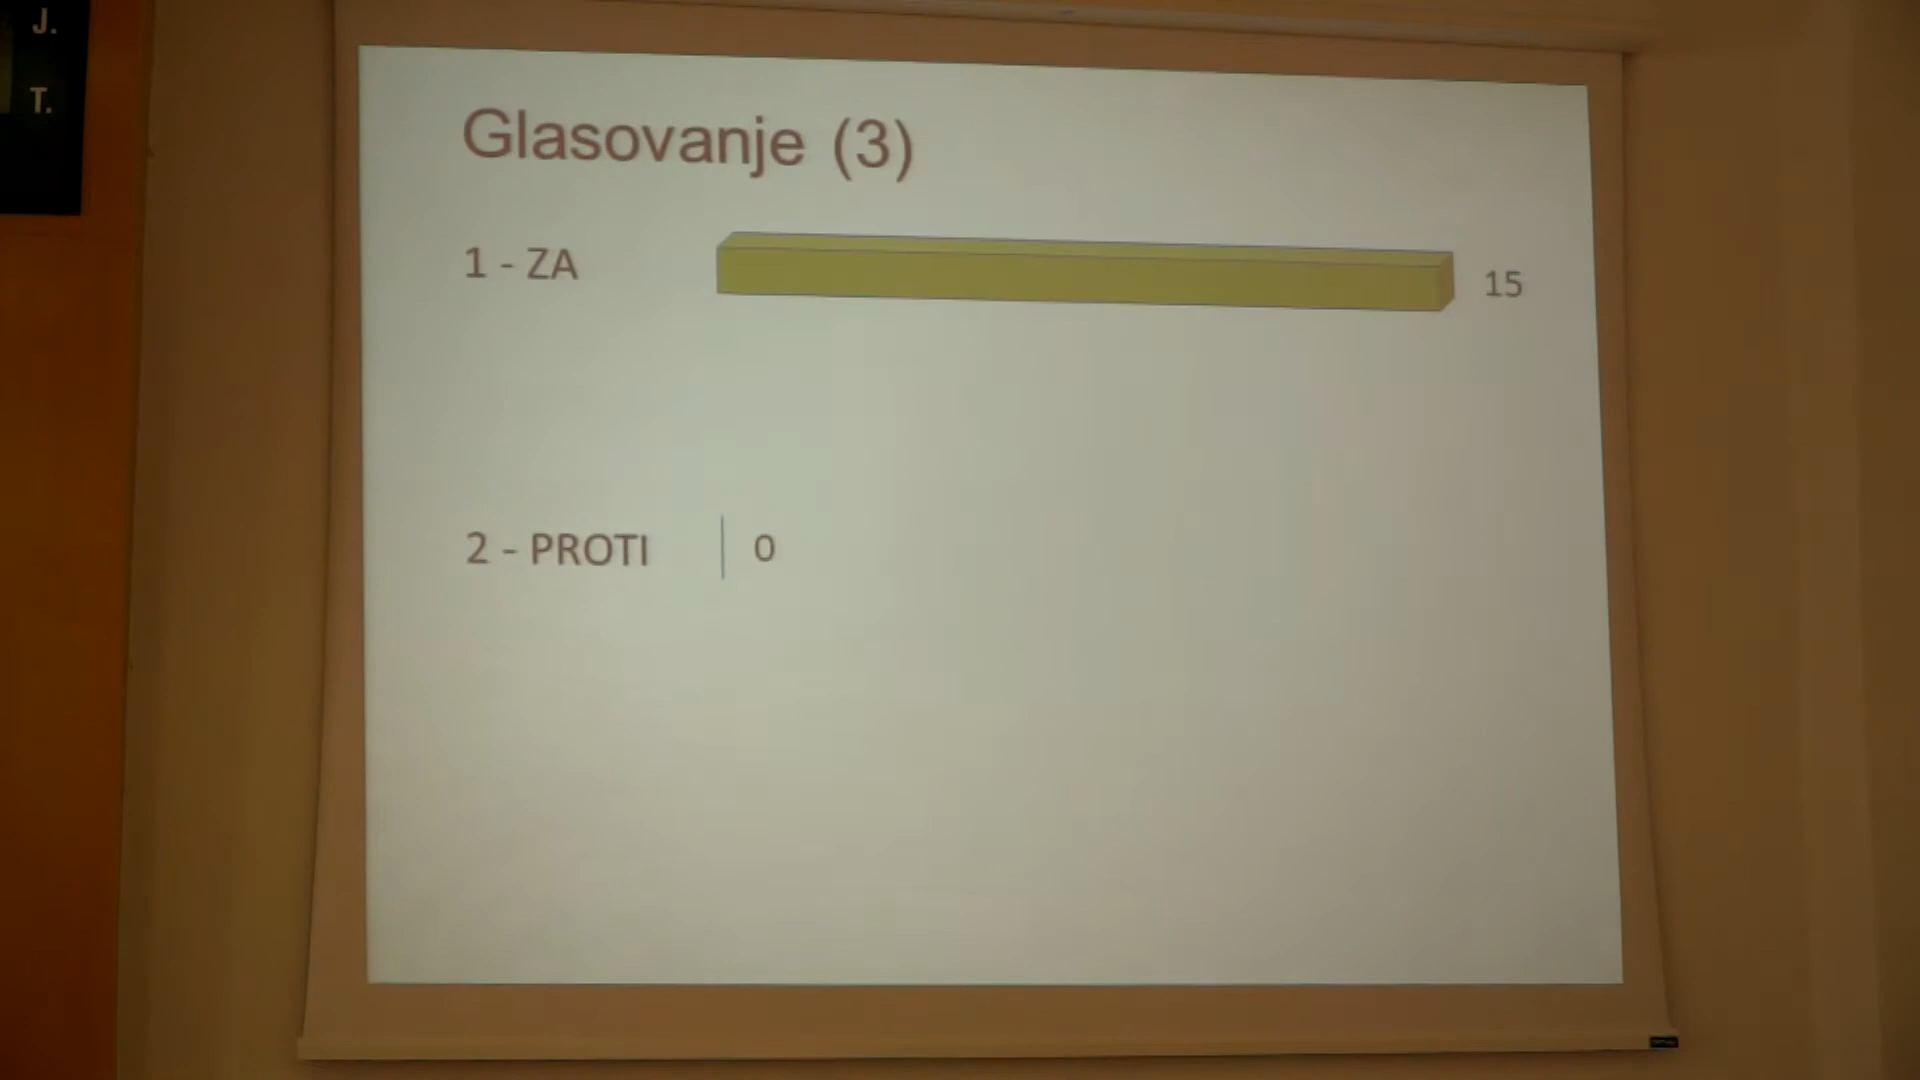 J.
T.
Glasovanje (3)
1 - ZA 15
2 - PROTI 0